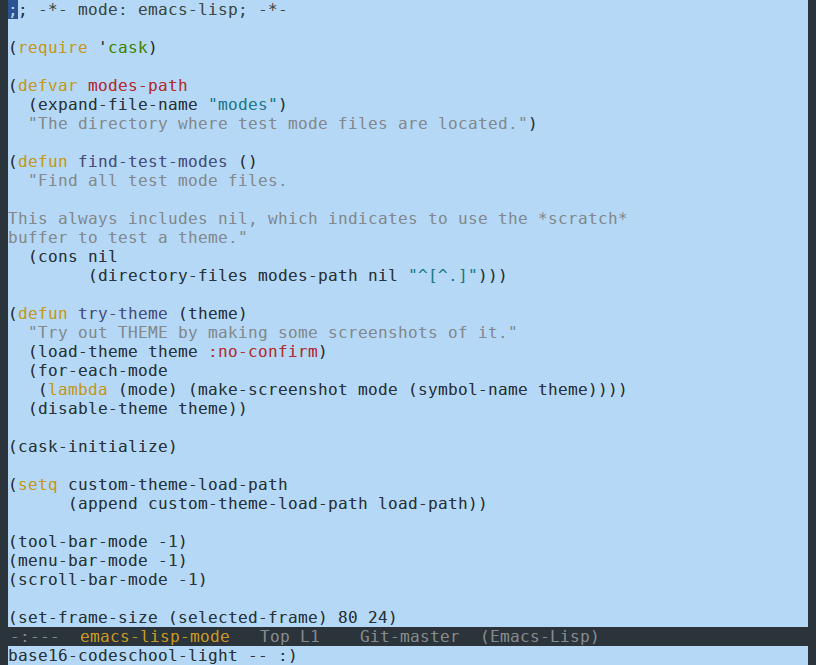 ;; -*- mode: emacs-lisp; -*-

(require 'cask)

(defvar modes-path
  (expand-file-name "modes")
  "The directory where test mode files are located.")

(defun find-test-modes ()
  "Find all test mode files.

This always includes nil, which indicates to use the *scratch*
buffer to test a theme."
  (cons nil
        (directory-files modes-path nil "^[^.]")))

(defun try-theme (theme)
  "Try out THEME by making some screenshots of it."
  (load-theme theme :no-confirm)
  (for-each-mode
   (lambda (mode) (make-screenshot mode (symbol-name theme))))
  (disable-theme theme))

(cask-initialize)

(setq custom-theme-load-path
      (append custom-theme-load-path load-path))

(tool-bar-mode -1)
(menu-bar-mode -1)
(scroll-bar-mode -1)

(set-frame-size (selected-frame) 80 24)
-:---  emacs-lisp-mode   Top L1    Git-master  (Emacs-Lisp)
base16-codeschool-light -- :)